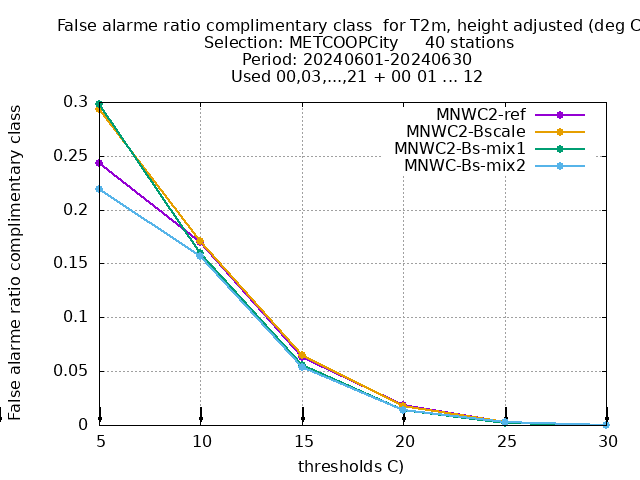 False alarme ratio complimentary class  for T2m, height adjusted (deg C
Selection: METCOOPCity     40 stations
Period: 20240601-20240630
Used 00,03,...,21 + 00 01 ... 12
False alarme ratio complimentary class
0.3
0.25
0.2
0.15
0.1
0.05
0
MNWC2-ref
MNWC2-Bscale
MNWC2-Bs-mix1
MNWC-Bs-mix2
5 10 15 20 25 30
thresholds C)